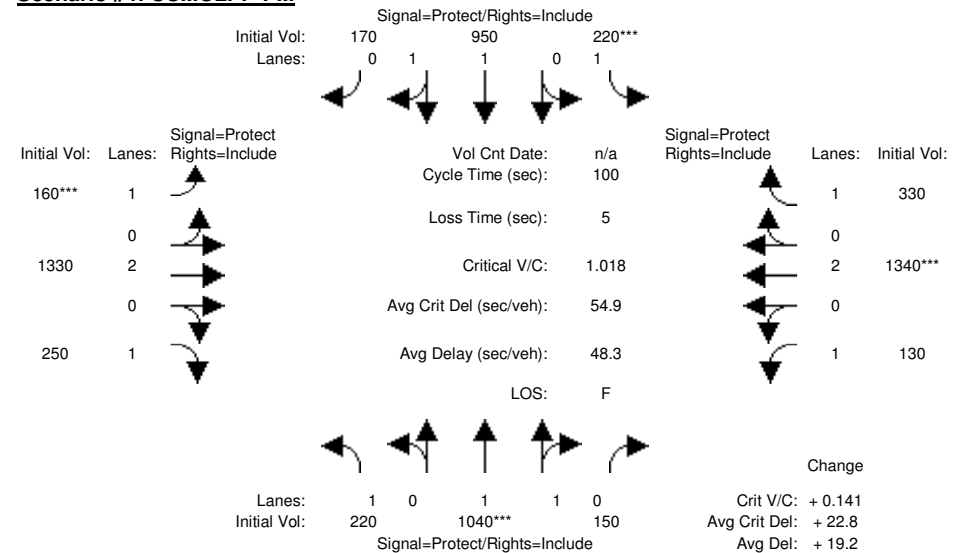 Signal=Protect/Rights=Include
Initial Vol: 170 950 220***
Lanes: 0 1 1 0 1
Signal=Protect Signal=Protect
Initial Vol: Lanes: Rights=Include Vol Cnt Date: n/a Rights=Include Lanes: Initial Vol:
Cycle Time (sec): 100
160*** 1 1 330
Loss Time (sec): 5
0 0
1330 2 Critical V/C: 1.018 2 1340***
0 Avg Crit Del (sec/veh): 54.9 0
250 1 Avg Delay (sec/veh): 48.3 1 130
LOS: F
Change
Lanes: 1 0 1 1 0 Crit V/C: + 0.141
Initial Vol: 220 1040*** 150 Avg Crit Del: + 22.8
Signal=Protect/Rights=Include Avg Del: + 19.2